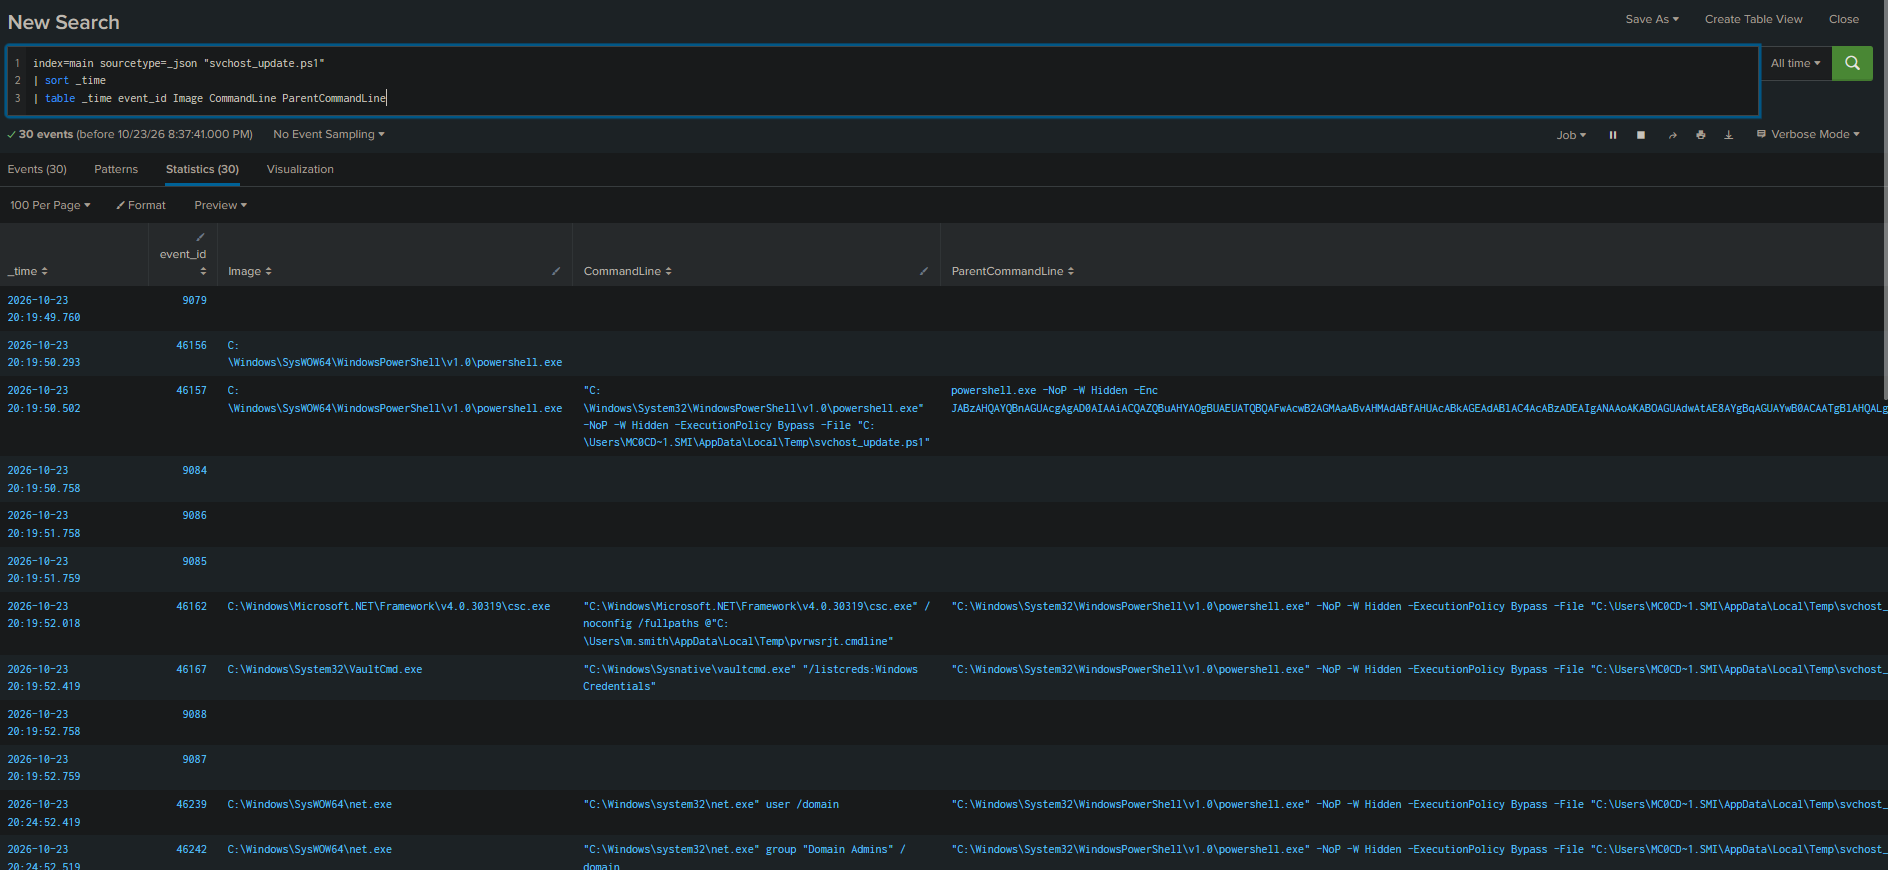 New Search
Save As
Create Table View
Close
1 index=main sourcetype=_json "svchost_update.ps1"
2 | sort _time
3 | table _time event_id Image CommandLine ParentCommandLine
All time
30 events (before 10/23/26 8:37:41.000 PM)
No Event Sampling
Job
Verbose Mode
Events (30)
Patterns
Statistics (30)
Visualization
100 Per Page
Format
Preview
_time
event_id
Image
CommandLine
ParentCommandLine
2026-10-23
20:19:49.760
9079
2026-10-23
20:19:50.293
46156
C:
\Windows\SysWOW64\WindowsPowerShell\v1.0\powershell.exe
2026-10-23
20:19:50.502
46157
C:
\Windows\SysWOW64\WindowsPowerShell\v1.0\powershell.exe
"C:
\Windows\System32\WindowsPowerShell\v1.0\powershell.exe"
-NoP -W Hidden -ExecutionPolicy Bypass -File "C:
\Users\MC0CD~1.SMI\AppData\Local\Temp\svchost_update.ps1"
powershell.exe -NoP -W Hidden -Enc
2026-10-23
20:19:50.758
9084
2026-10-23
20:19:51.758
9086
2026-10-23
20:19:51.759
9085
2026-10-23
20:19:52.018
46162
C:\Windows\Microsoft.NET\Framework\v4.0.30319\csc.exe
"C:\Windows\Microsoft.NET\Framework\v4.0.30319\csc.exe" /
noconfig /fullpaths @"C:
\Users\m.smith\AppData\Local\Temp\pvrwsrjt.cmdline"
"C:\Windows\System32\WindowsPowerShell\v1.0\powershell.exe" -NoP -W Hidden -ExecutionPolicy Bypass -File "C:\Users\MC0CD~1.SMI\AppData\Local\Temp\svchost_
2026-10-23
20:19:52.419
46167
C:\Windows\System32\VaultCmd.exe
"C:\Windows\Sysnative\vaultcmd.exe" "/listcreds:Windows
Credentials"
"C:\Windows\System32\WindowsPowerShell\v1.0\powershell.exe" -NoP -W Hidden -ExecutionPolicy Bypass -File "C:\Users\MC0CD~1.SMI\AppData\Local\Temp\svchost_
2026-10-23
20:19:52.758
9088
2026-10-23
20:19:52.759
9087
2026-10-23
20:24:52.419
46239
C:\Windows\SysWOW64\net.exe
"C:\Windows\system32\net.exe" user /domain
"C:\Windows\System32\WindowsPowerShell\v1.0\powershell.exe" -NoP -W Hidden -ExecutionPolicy Bypass -File "C:\Users\MC0CD~1.SMI\AppData\Local\Temp\svchost_
2026-10-23
20:24:52.519
46242
C:\Windows\SysWOW64\net.exe
"C:\Windows\system32\net.exe" group "Domain Admins" /
domain
"C:\Windows\System32\WindowsPowerShell\v1.0\powershell.exe" -NoP -W Hidden -ExecutionPolicy Bypass -File "C:\Users\MC0CD~1.SMI\AppData\Local\Temp\svchost_